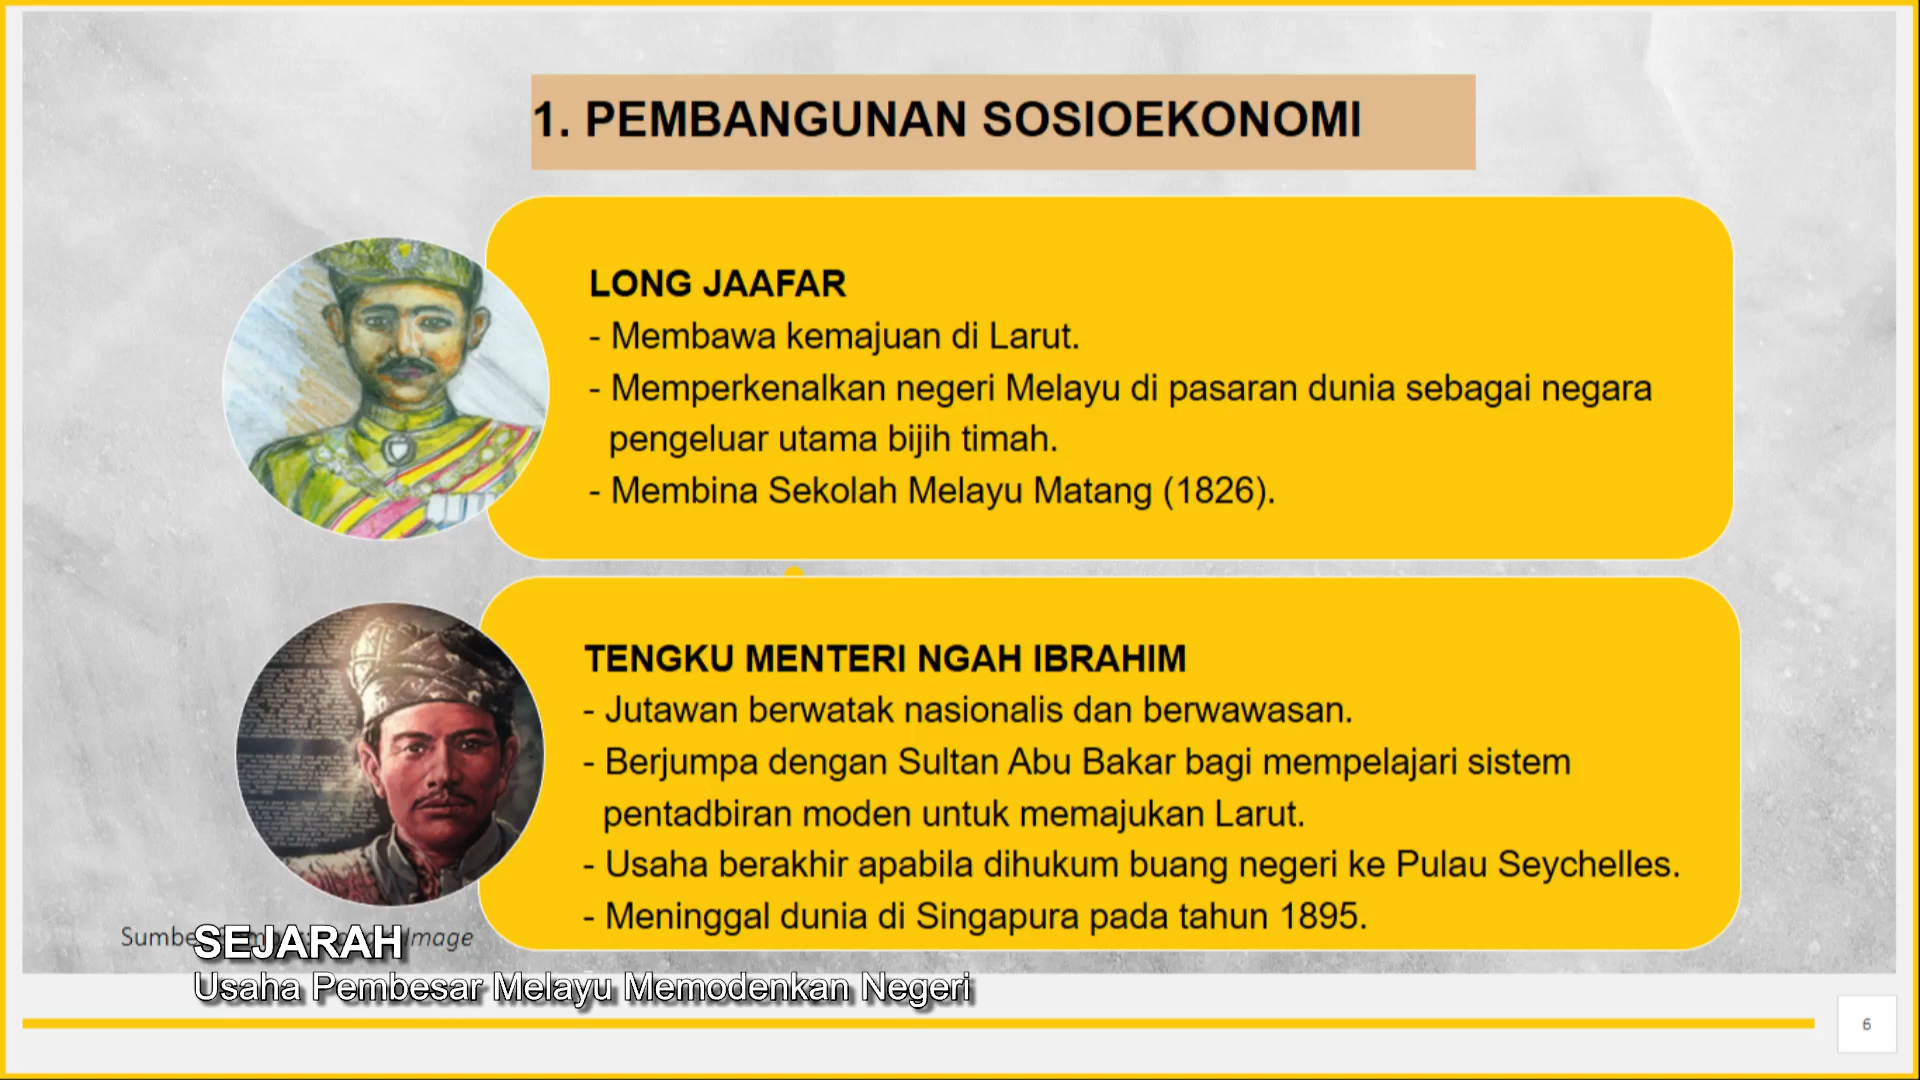 1. PEMBANGUNAN SOSIOEKONOMI
LONG JAAFAR
- Membawa kemajuan di Larut.
- Memperkenalkan negeri Melayu di pasaran dunia sebagai negara
pengeluar utama bijih timah.
- Membina Sekolah Melayu Matang (1826).
TENGKU MENTERI NGAH IBRAHIM
- Jutawan berwatak nasionalis dan berwawasan.
- Berjumpa dengan Sultan Abu Bakar bagi mempelajari sistem
pentadbiran moden untuk memajukan Larut.
- Usaha berakhir apabila dihukum buang negeri ke Pulau Seychelles.
- Meninggal dunia di Singapura pada tahun 1895.
Image
SEJARAH
Usaha Pembesar Melayu Memodenkan Negeri
6